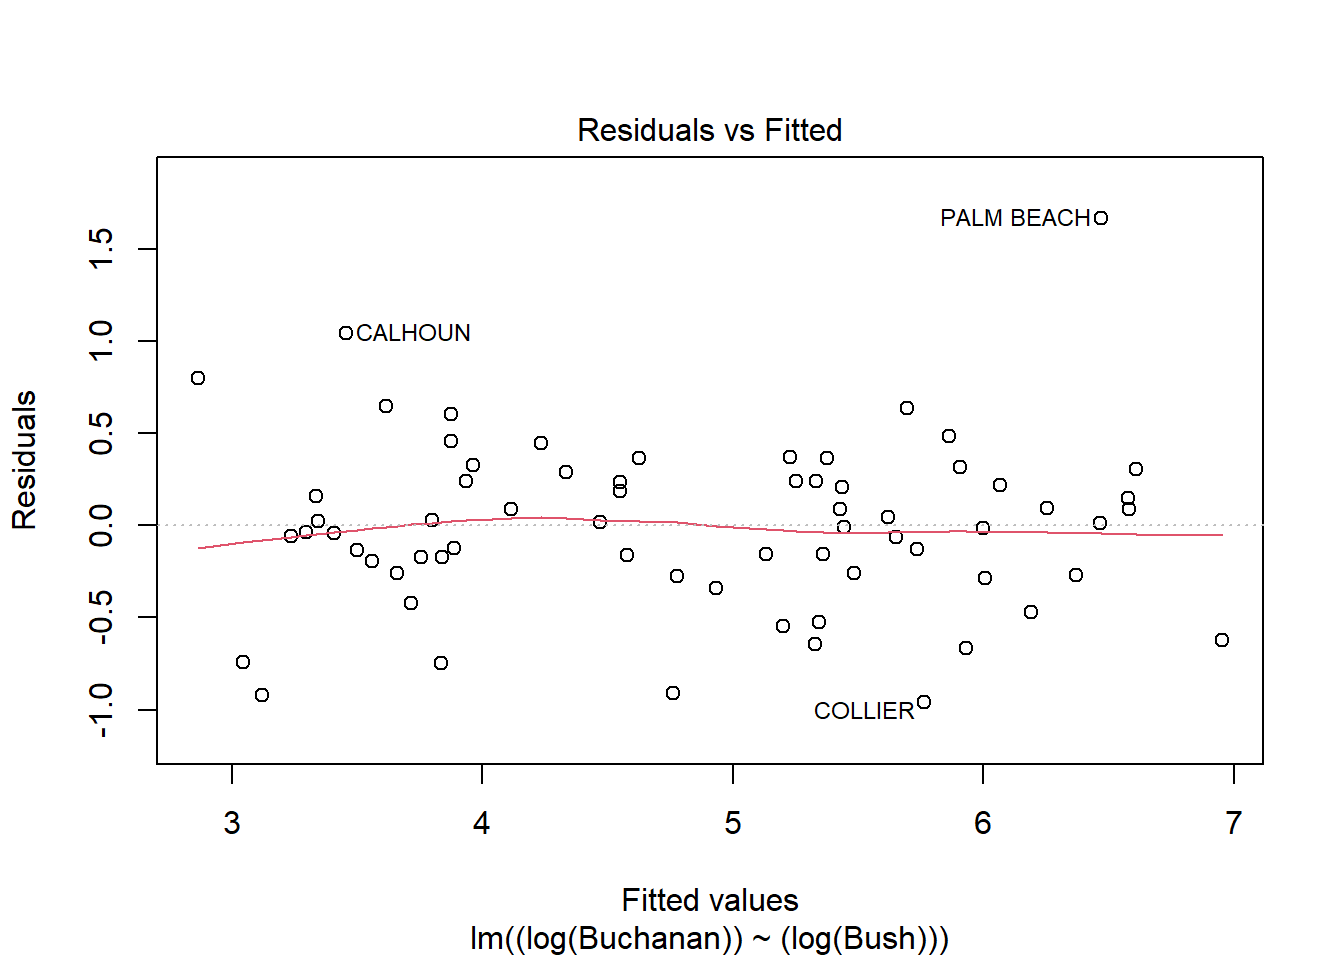 Residuals vs Fitted
Residuals
1.5
1.0
0.5
0.0
-0.5
-1.0
PALM BEACH
CALHOUN
COLLIER
3 4 5 6 7
Fitted values
lm((log(Buchanan)) ~ (log(Bush)))